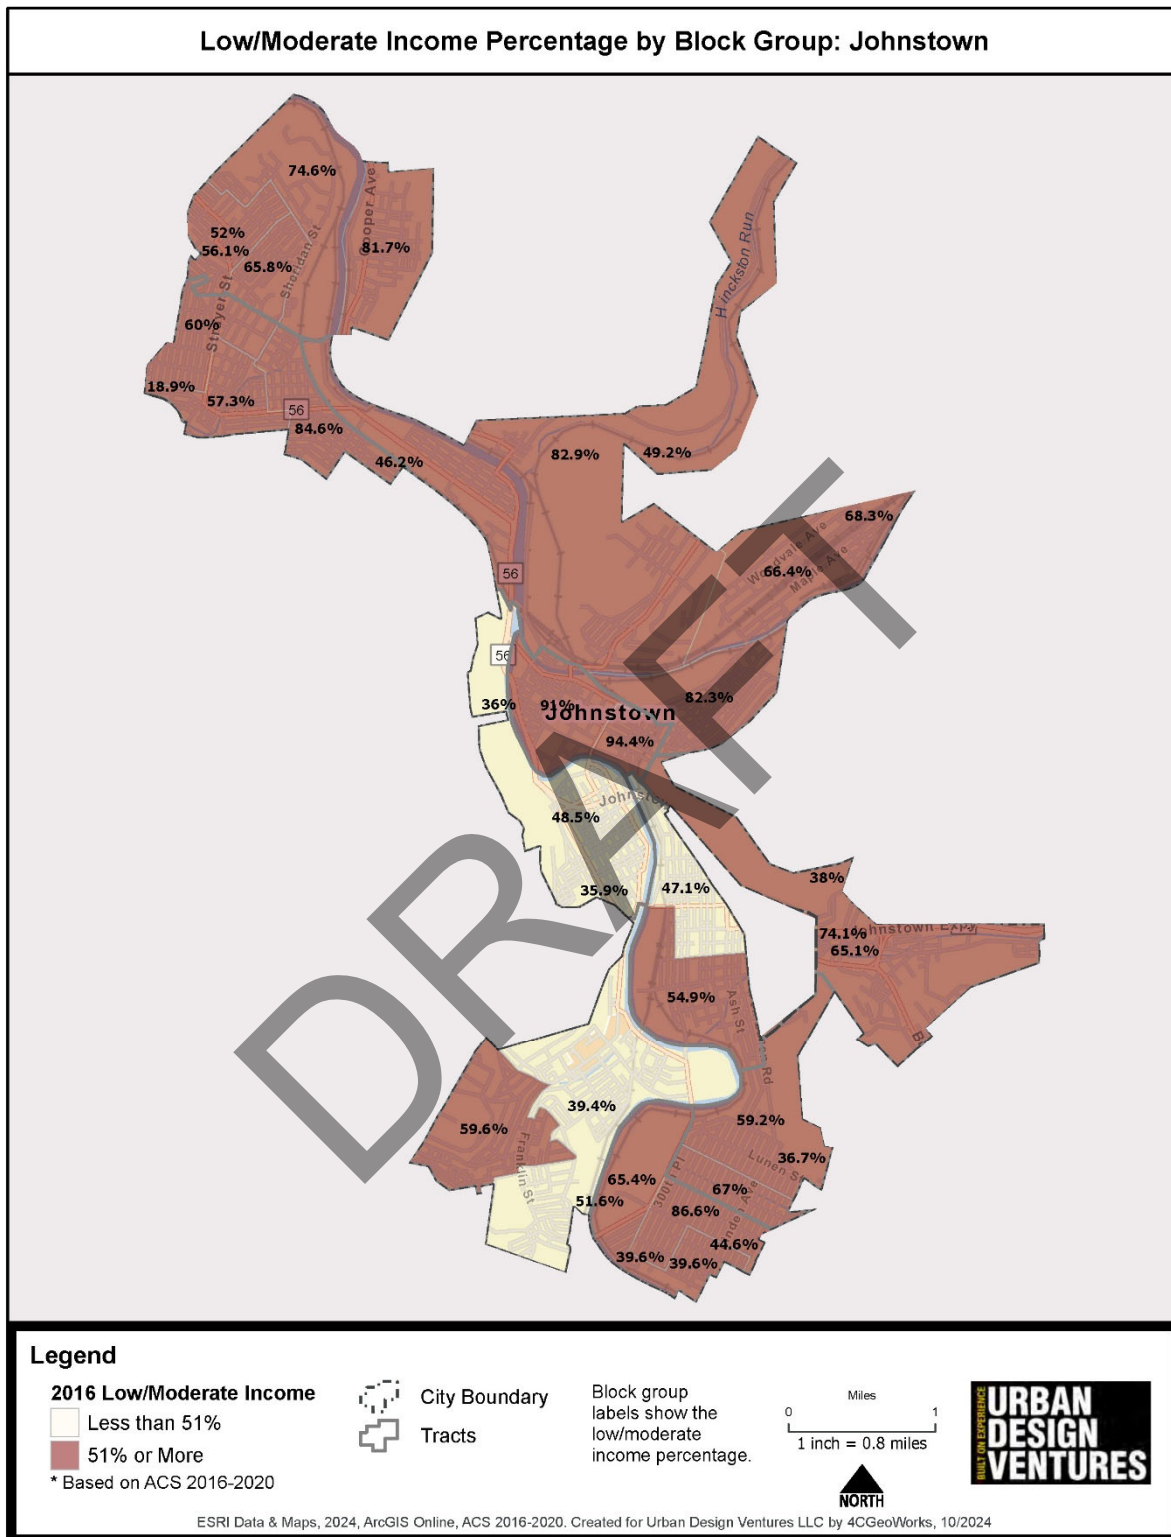 Low/Moderate Income Percentage by Block Group: Johnstown
74.6%
Cooper Ave
52%
56.1%
81.7%
65.8%
Sheridan St
Hinckston Run
Strayer St
60%
18.9%
57.3%
56
84.6%
46.2%
82.9%
49.2%
68.3%
Woodvale Ave
66.4%
Maple Ave
56
56
36%
91%
82.3%
Johnstown
94.4%
48.5%
35.9%
47.1%
38%
74.1%
65.1%
54.9%
Ash St
39.4%
59.6%
Franklin St
59.2%
36.7%
65.4%
67%
51.6%
86.6%
44.6%
39.6%
39.6%
DRAFT
Legend
2016 Low/Moderate Income
Less than 51%
51% or More
* Based on ACS 2016-2020
City Boundary
Tracts
Block group
labels show the
low/moderate
income percentage.
Miles
0 1
1 inch = 0.8 miles
NORTH
BUILT ON EXPERIENCE
URBAN
DESIGN
VENTURES
ESRI Data & Maps, 2024, ArcGIS Online, ACS 2016-2020. Created for Urban Design Ventures LLC by 4CGeoWorks, 10/2024